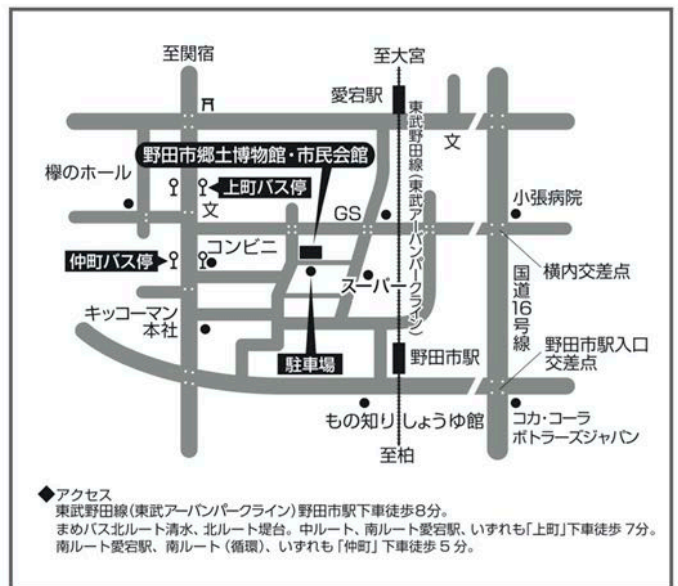 至関宿
至大宮
愛宕駅
東武野田線(東武アーバンパークライン)
文
野田市郷土博物館・市民会館
欅のホール
上町バス停
文
GS
小張病院
仲町バス停
コンビニ
スーパー
横内交差点
国道16号線
キッコーマン
本社
駐車場
野田市駅
野田市駅入口
交差点
もの知りしょうゆ館
コカ・コーラ
ボトラーズジャパン
至柏
◆アクセス
東武野田線(東武アーバンパークライン)野田市駅下車徒歩8分。
まめバス北ルート清水、北ルート堤台。中ルート、南ルート愛宕駅、いずれも「上町」下車徒歩 7分。
南ルート愛宕駅、南ルート(循環)、いずれも「仲町」下車徒歩 5 分。